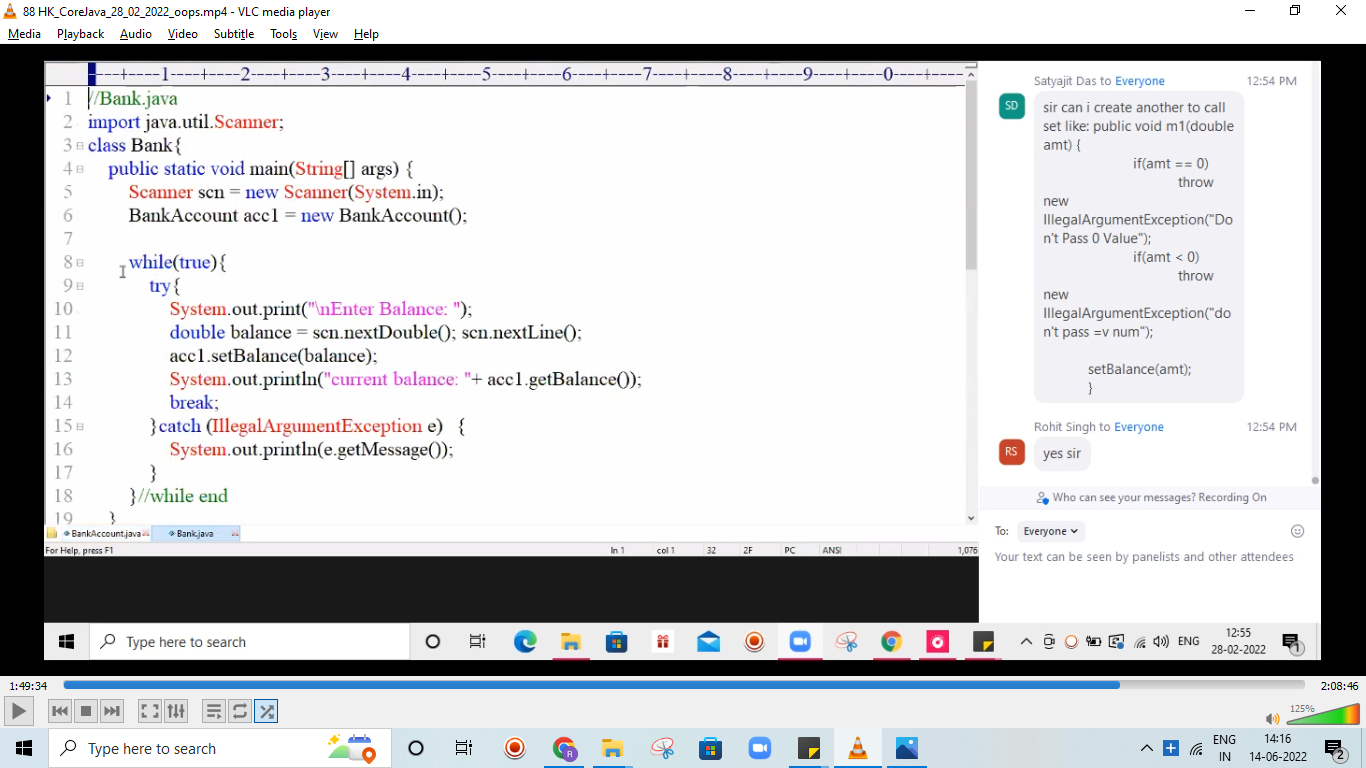 88 HK_CoreJava_28_02_2022_oops.mp4 - VLC media player
Media Playback Audio Video Subtitle Tools View Help
----+----1----+----2----+----3----+----4----+----5----+----6----+----7----+----8----+----9----+----0----+----
1 //Bank.java
2 import java.util.Scanner;
3 class Bank{
4 public static void main(String[] args) {
5 Scanner scn = new Scanner(System.in);
6 BankAccount acc1 = new BankAccount();
7
8 while(true){
9 try{
10 System.out.print("\nEnter Balance: ");
11 double balance = scn.nextDouble(); scn.nextLine();
12 acc1.setBalance(balance);
13 System.out.println("current balance: "+ acc1.getBalance());
14 break;
15 }catch (IllegalArgumentException e) {
16 System.out.println(e.getMessage());
17 }
18 }//while end
19 }
BankAccount.java Bank.java
For Help, press F1 ln 1 col 1 32 2F PC ANSI 1,076
Satyajit Das to Everyone 12:54 PM
SD
sir can i create another to call
set like: public void m1(double
amt) {
if(amt == 0)
throw
new
IllegalArgumentException("Do
n't Pass 0 Value");
if(amt < 0)
throw
new
IllegalArgumentException("do
n't pass =v num");
setBalance(amt);
}
Rohit Singh to Everyone 12:54 PM
RS yes sir
Who can see your messages? Recording On
To: Everyone
Your text can be seen by panelists and other attendees
Type here to search ENG 12:55
28-02-2022 1
1:49:34 2:08:46
125%
Type here to search ENG 14:16
IN 14-06-2022 2